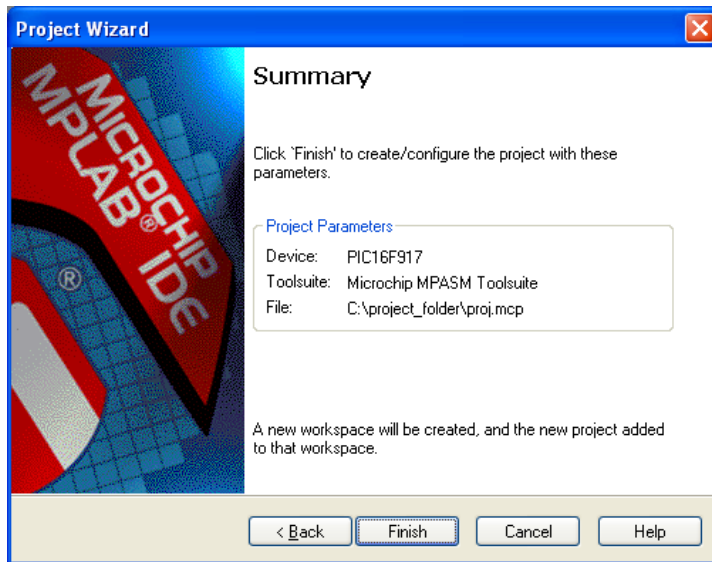 Project Wizard
MICROCHIP
MPLAB® IDE
®
Summary
Click `Finish' to create/configure the project with these
parameters.
Project Parameters
Device: PIC16F917
Toolsuite: Microchip MPASM Toolsuite
File: C:\project_folder\proj.mcp
A new workspace will be created, and the new project added
to that workspace.
< Back Finish Cancel Help